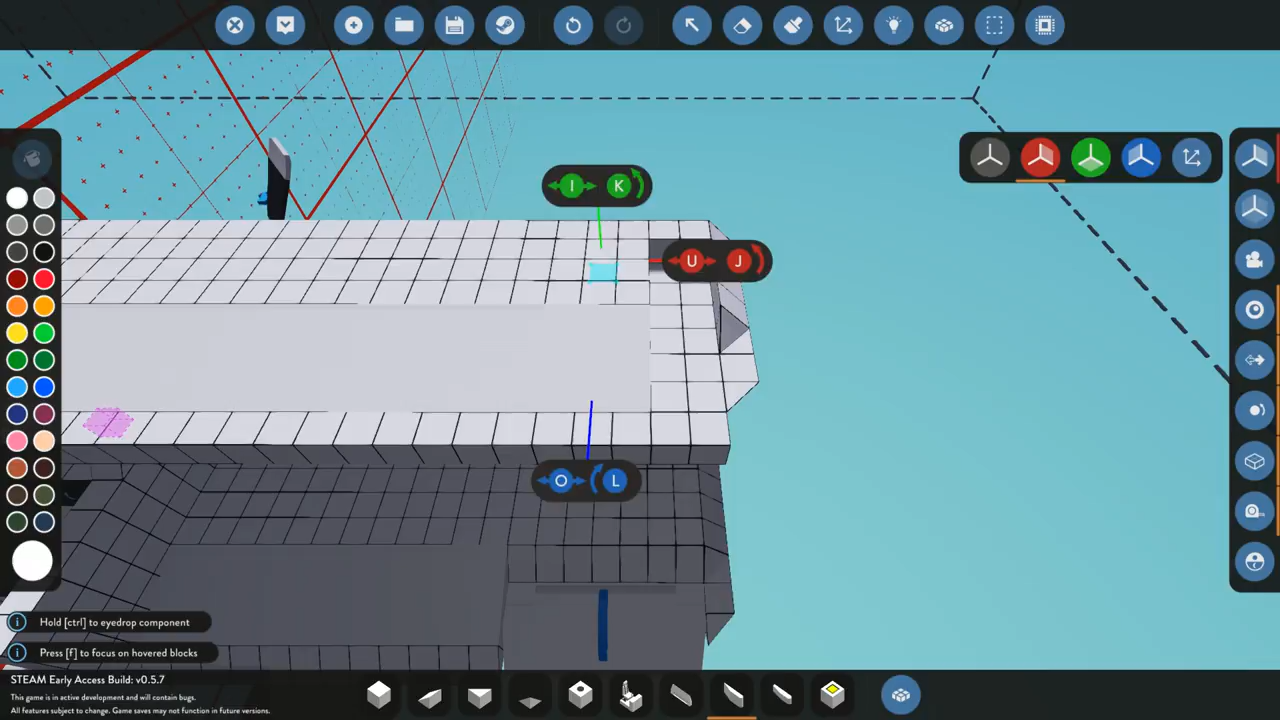 I K
U J
O L
Hold [ctrl] to eyedrop component
Press [f] to focus on hovered blocks
STEAM Early Access Build: v0.5.7
This game is in active development and will contain bugs.
All features subject to change. Game saves may not function in future versions.